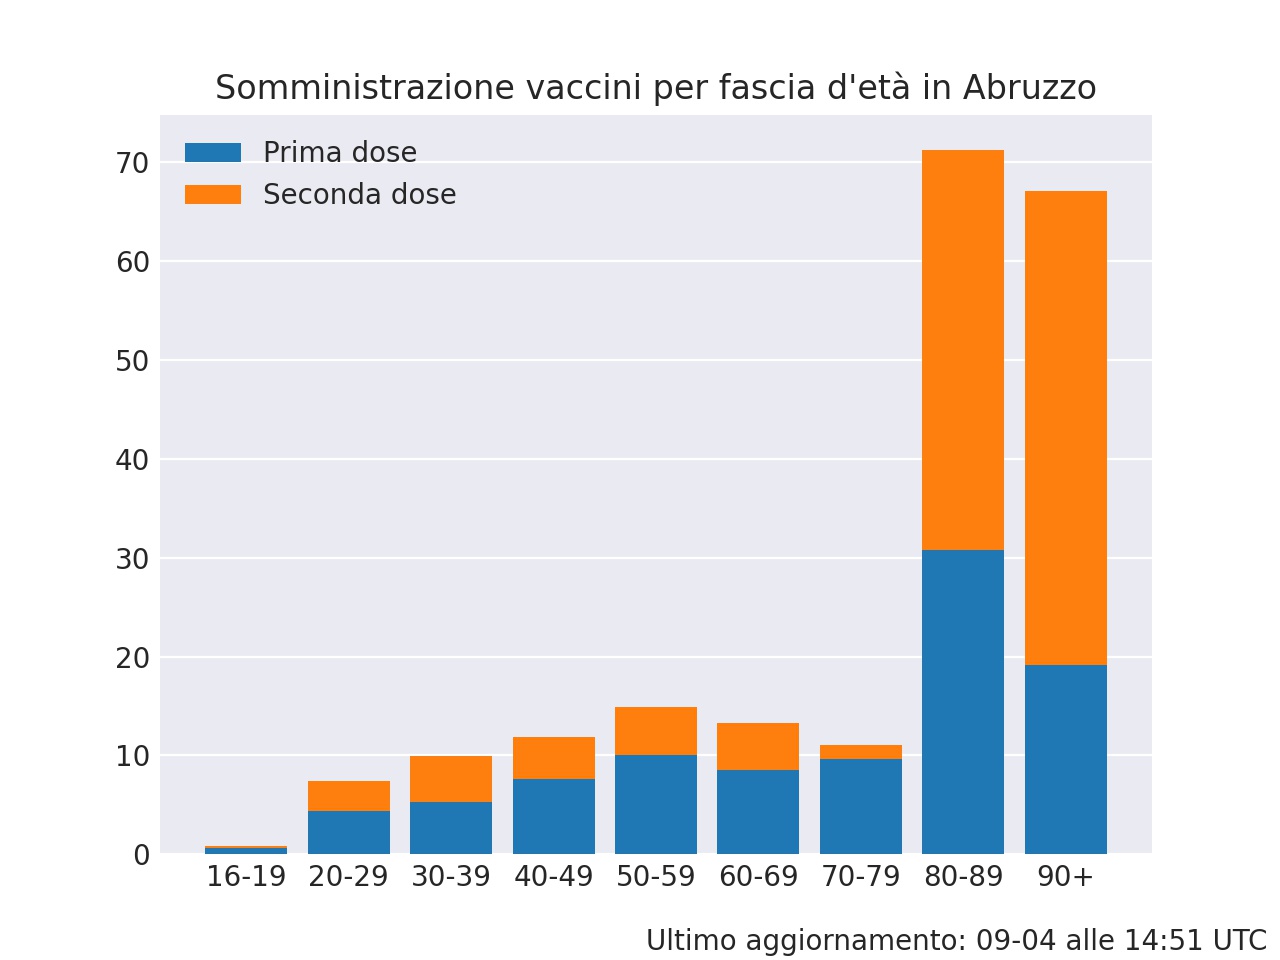 Somministrazione vaccini per fascia d'età in Abruzzo
Prima dose
Seconda dose
70
60
50
40
30
20
10
0
16-19 20-29 30-39 40-49 50-59 60-69 70-79 80-89 90+
Ultimo aggiornamento: 09-04 alle 14:51 UTC